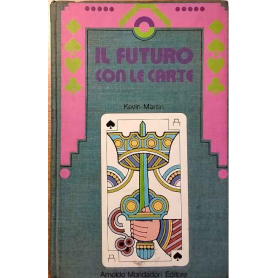 IL FUTURO
CON LE CARTE
Kevin Martin
A
A
Arnoldo Mondadori Editore